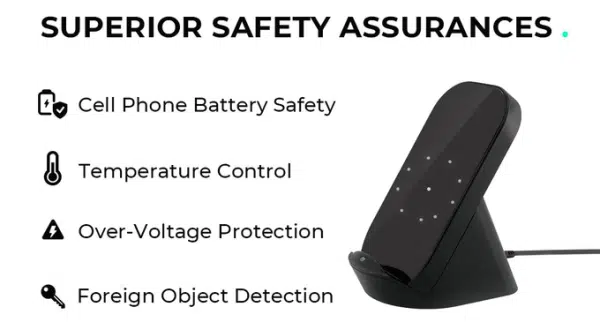 SUPERIOR SAFETY ASSURANCES .
Cell Phone Battery Safety
Temperature Control
Over-Voltage Protection
Foreign Object Detection